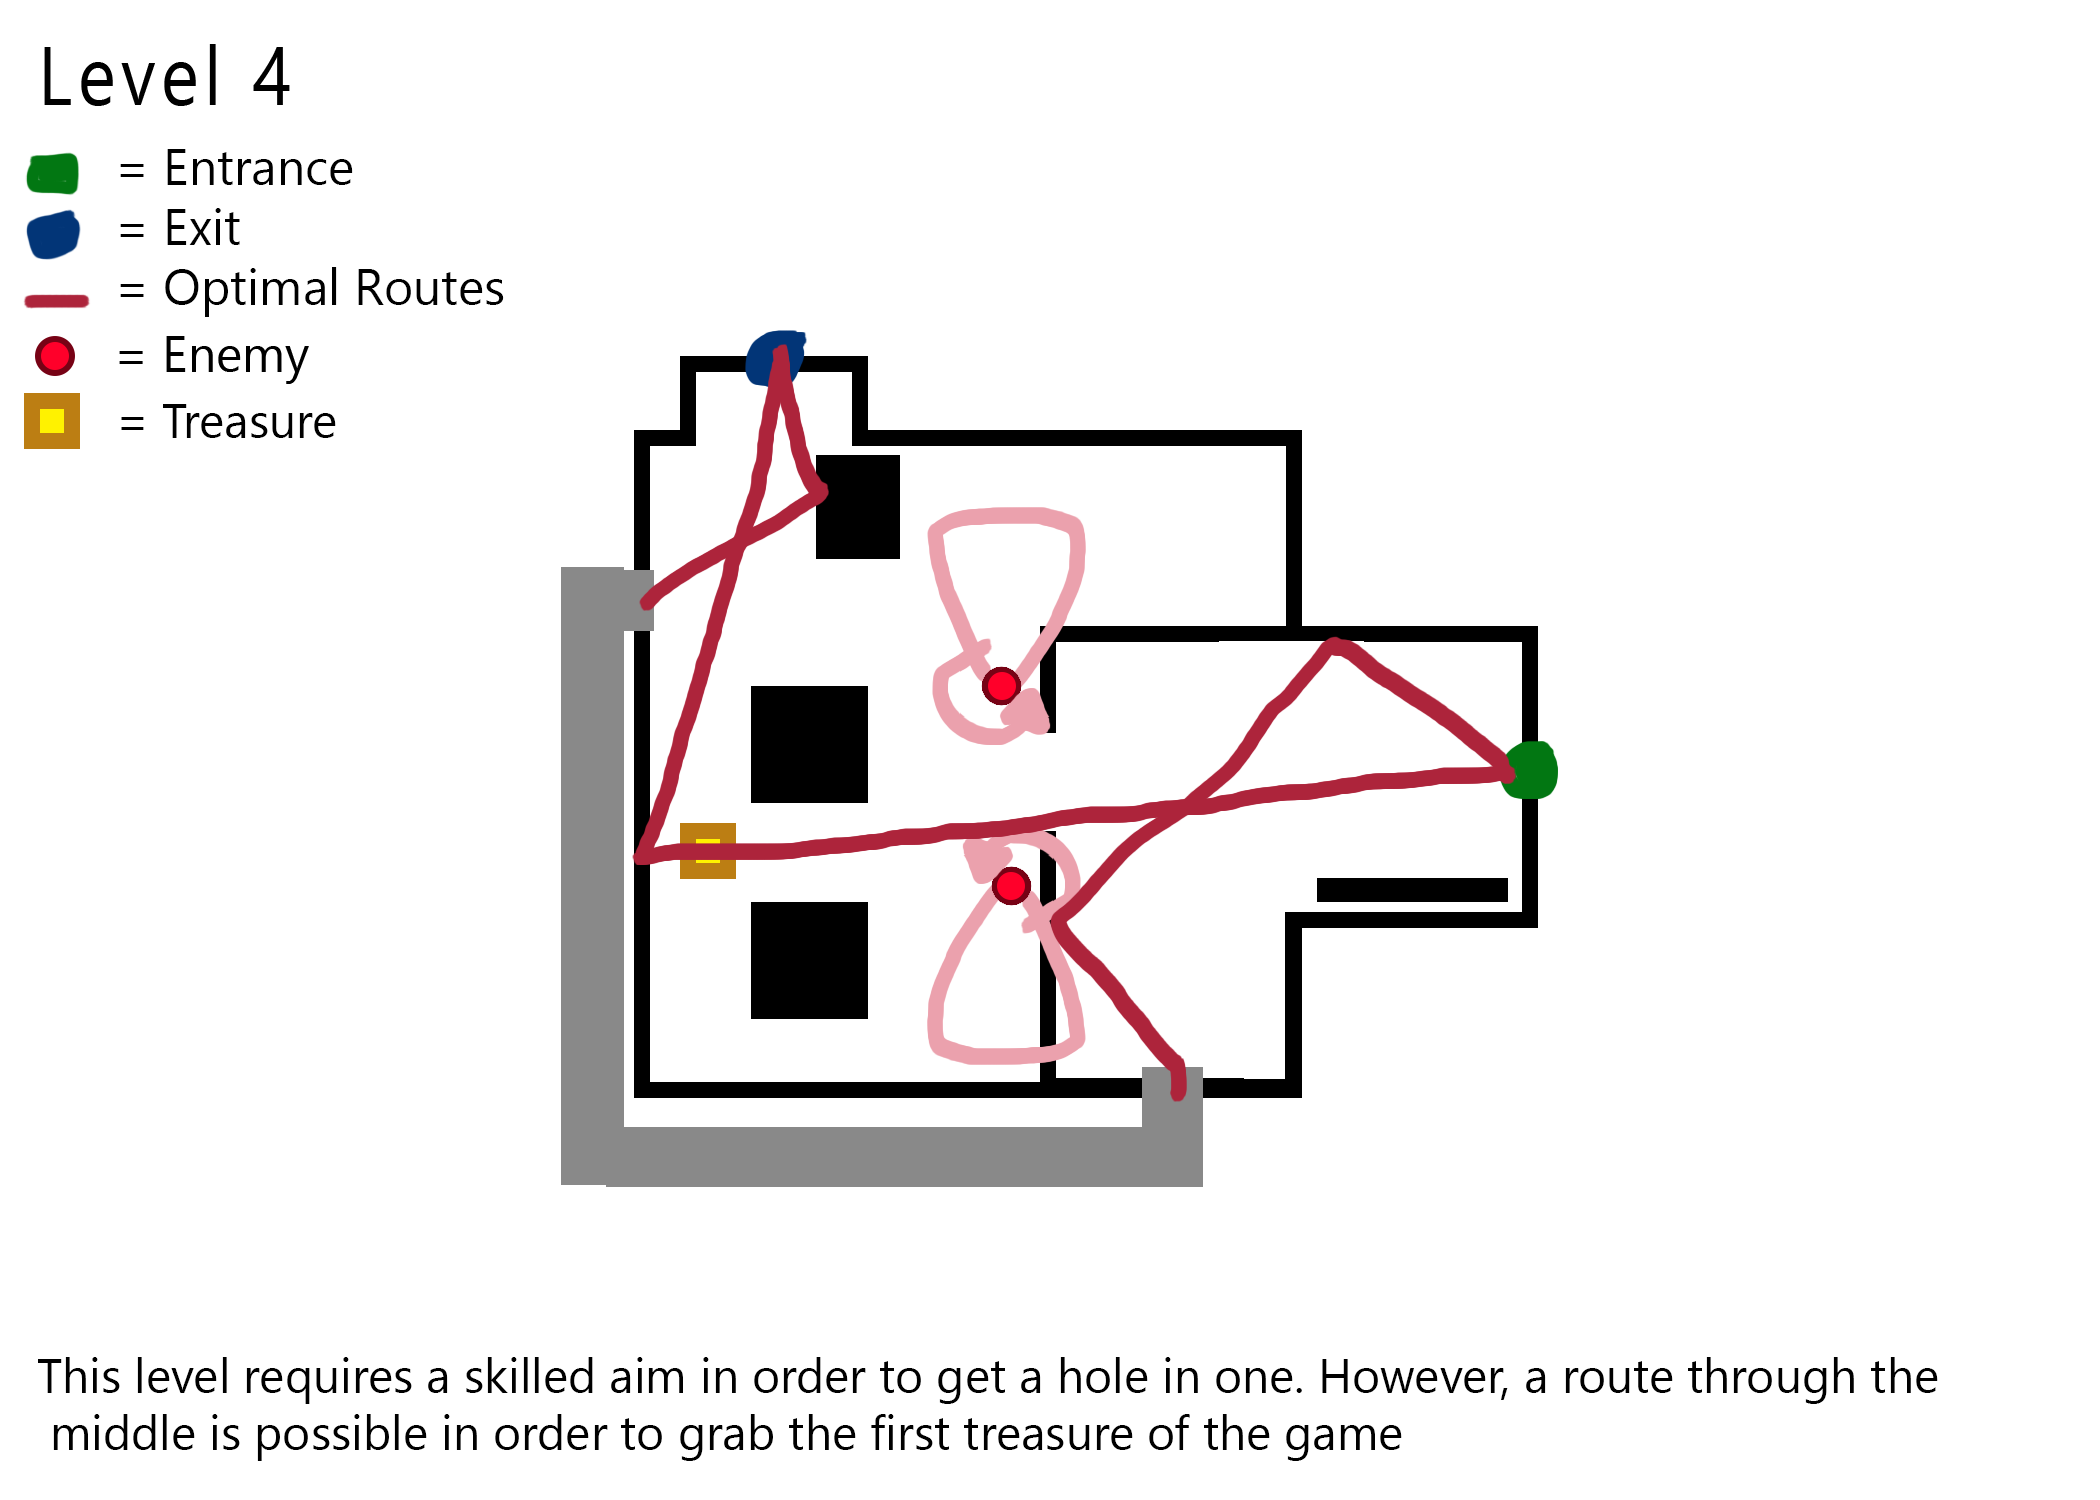 Level 4
= Entrance
= Exit
= Optimal Routes
= Enemy
= Treasure
This level requires a skilled aim in order to get a hole in one. However, a route through the
middle is possible in order to grab the first treasure of the game